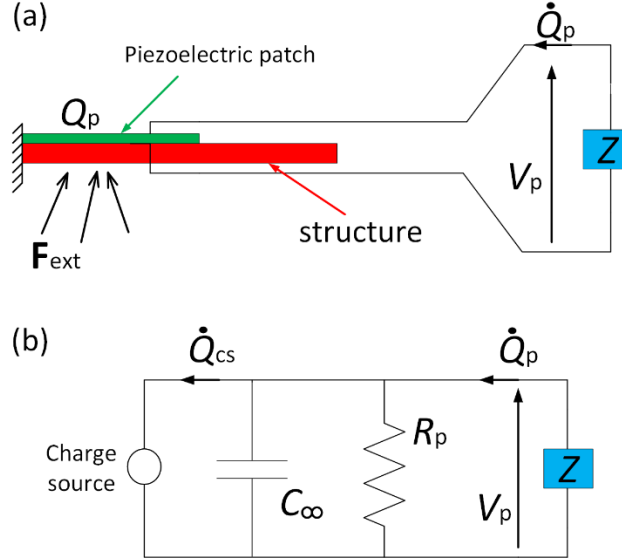 (a)
Q̇p
Piezoelectric patch
Qp
Vp
Z
structure
Fext
(b)
Q̇cs
Q̇p
Charge
source
C∞
Rp
Vp
Z